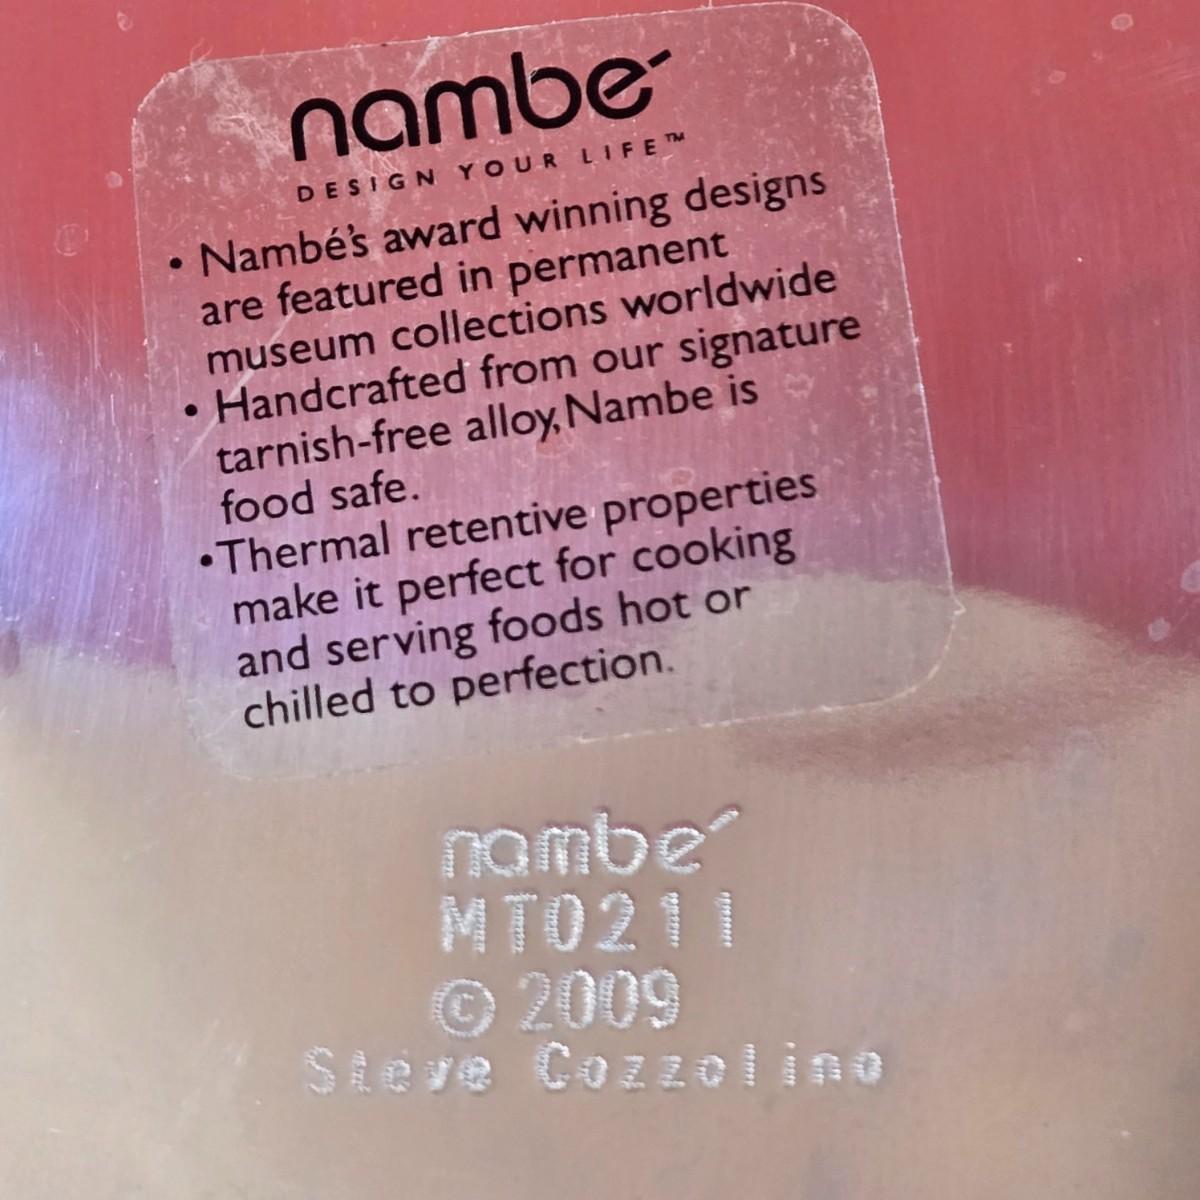 nambé
DESIGN YOUR LIFE™
• Nambé's award winning designs
are featured in permanent
museum collections worldwide
• Handcrafted from our signature
tarnish-free alloy, Nambe is
food safe.
•Thermal retentive properties
make it perfect for cooking
and serving foods hot or
chilled to perfection.
nambé
MT0211
© 2009
Steve Cozzolino